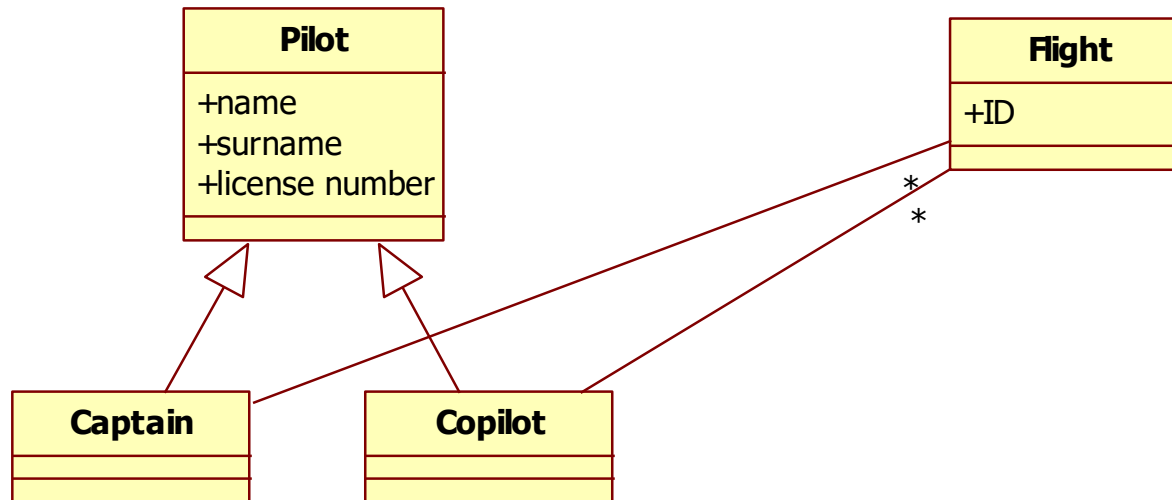 Pilot
+name
+surname
+license number
Flight
+ID
*
*
Captain
Copilot